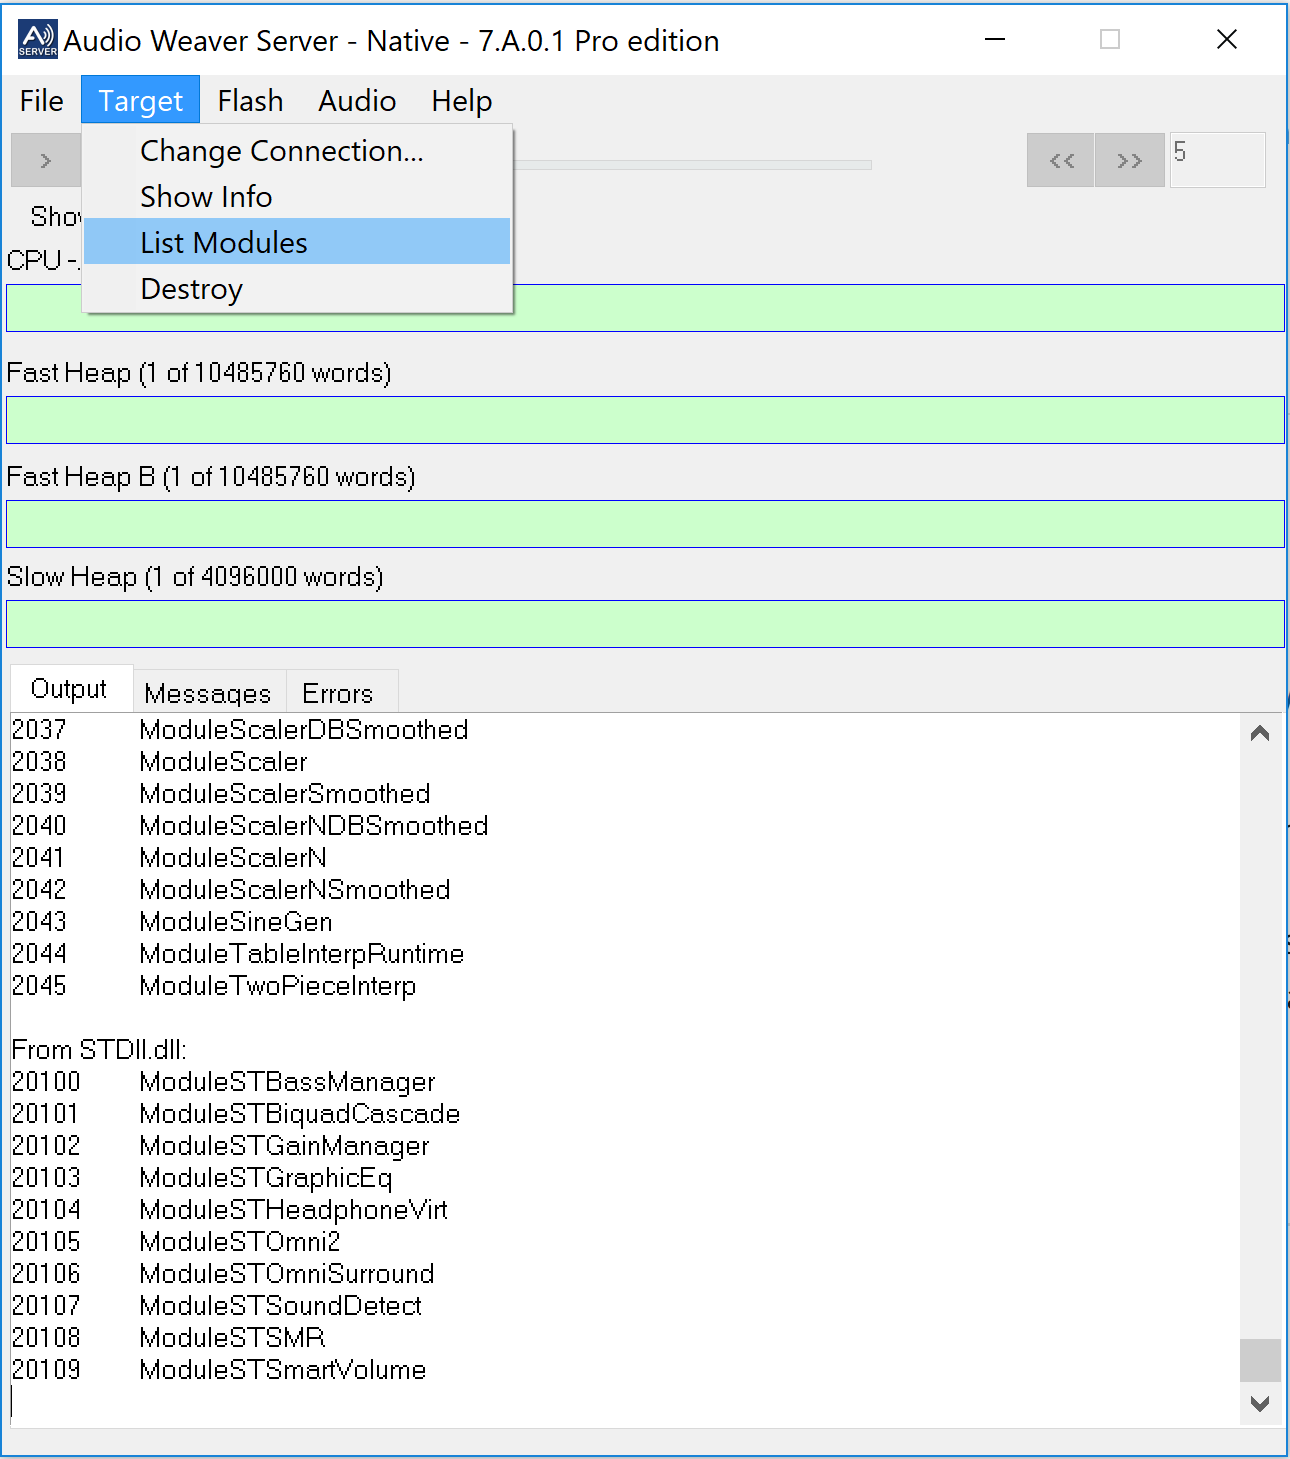 AI)) SERVER Audio Weaver Server - Native - 7.A.0.1 Pro edition
File Target Flash Audio Help
Change Connection...
> << >> 5
Show Info
List Modules
CPU -
Destroy
Fast Heap (1 of 10485760 words)
Fast Heap B (1 of 10485760 words)
Slow Heap (1 of 4096000 words)
Output Messages Errors
2037 ModuleScalerDBSmoothed
2038 ModuleScaler
2039 ModuleScalerSmoothed
2040 ModuleScalerNDBSmoothed
2041 ModuleScalerN
2042 ModuleScalerNSmoothed
2043 ModuleSineGen
2044 ModuleTableInterpRuntime
2045 ModuleTwoPieceInterp
From STDll.dll:
20100 ModuleSTBassManager
20101 ModuleSTBiquadCascade
20102 ModuleSTGainManager
20103 ModuleSTGraphicEq
20104 ModuleSTHeadphoneVirt
20105 ModuleSTOmni2
20106 ModuleSTOmniSurround
20107 ModuleSTSoundDetect
20108 ModuleSTSMR
20109 ModuleSTSmartVolume